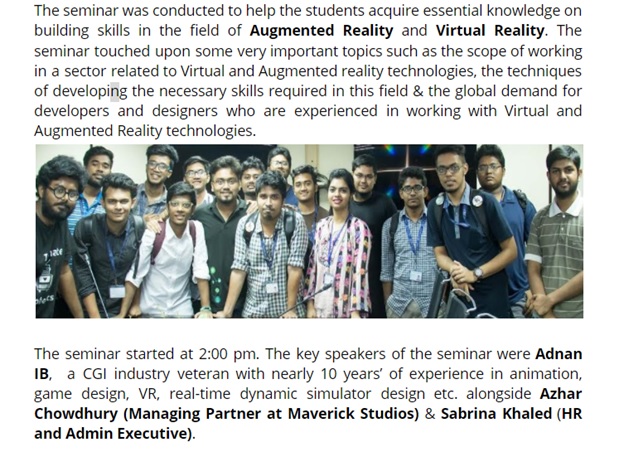 The seminar was conducted to help the students acquire essential knowledge on
building skills in the field of Augmented Reality and Virtual Reality. The
seminar touched upon some very important topics such as the scope of working
in a sector related to Virtual and Augmented reality technologies, the techniques
of developing the necessary skills required in this field & the global demand for
developers and designers who are experienced in working with Virtual and
Augmented Reality technologies.
The seminar started at 2:00 pm. The key speakers of the seminar were Adnan
IB, a CGI industry veteran with nearly 10 years’ of experience in animation,
game design, VR, real-time dynamic simulator design etc. alongside Azhar
Chowdhury (Managing Partner at Maverick Studios) & Sabrina Khaled (HR
and Admin Executive).